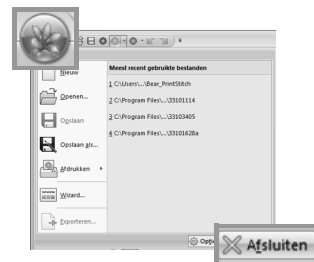 Meest recent gebruikte bestanden
Nieuw
1 C:\Users\...\Bear_PrintStitch
Openen...
2 C:\Program Files\...\33101114
3 C:\Program Files\...\33103405
Opslaan
4 C:\Program Files\...\33101628a
Opslaan als...
Afdrukken
Wizard...
Exporteren...
Afsluiten